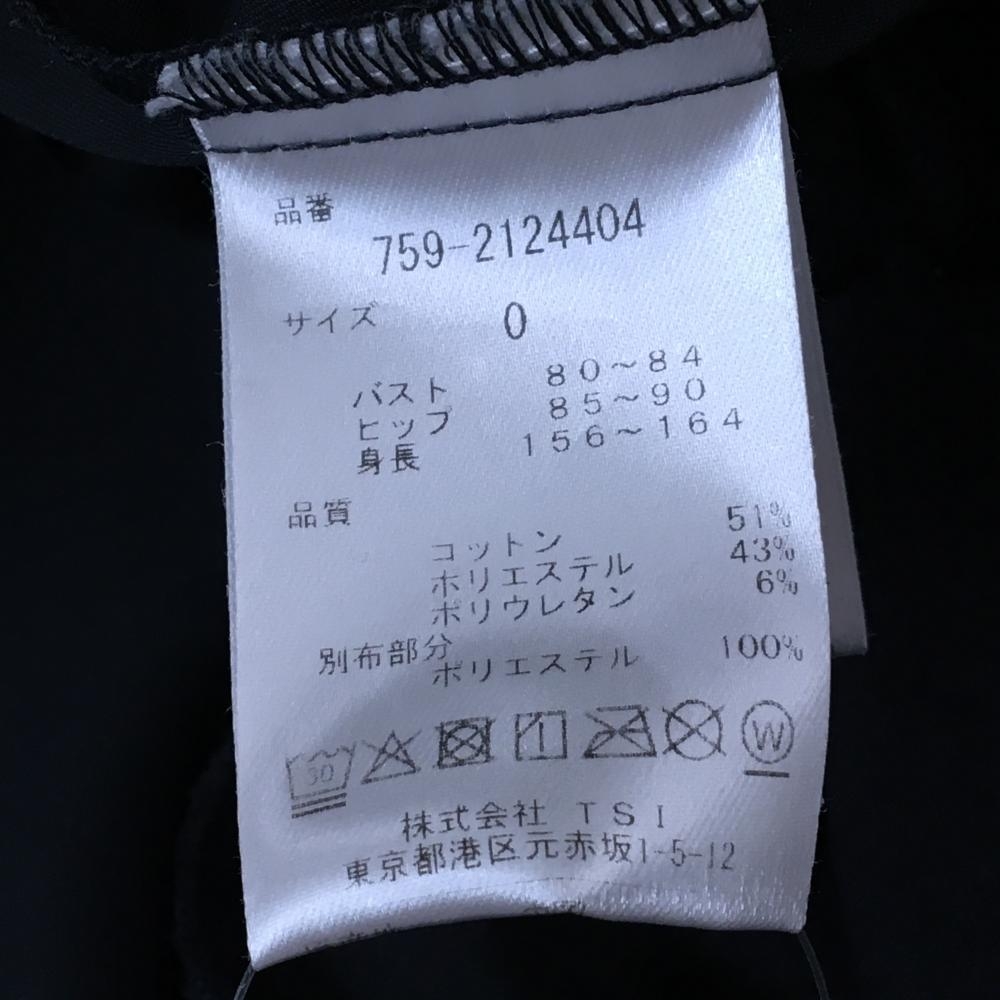 品番
759-2124404
サイズ 0
バスト 80～84
ヒップ 85～90
身長 156～164
品質
コットン 51%
ポリエステル 43%
ポリウレタン 6%
別布部分
ポリエステル 100%
30 W
株式会社 TSI
東京都港区元赤坂1-5-12